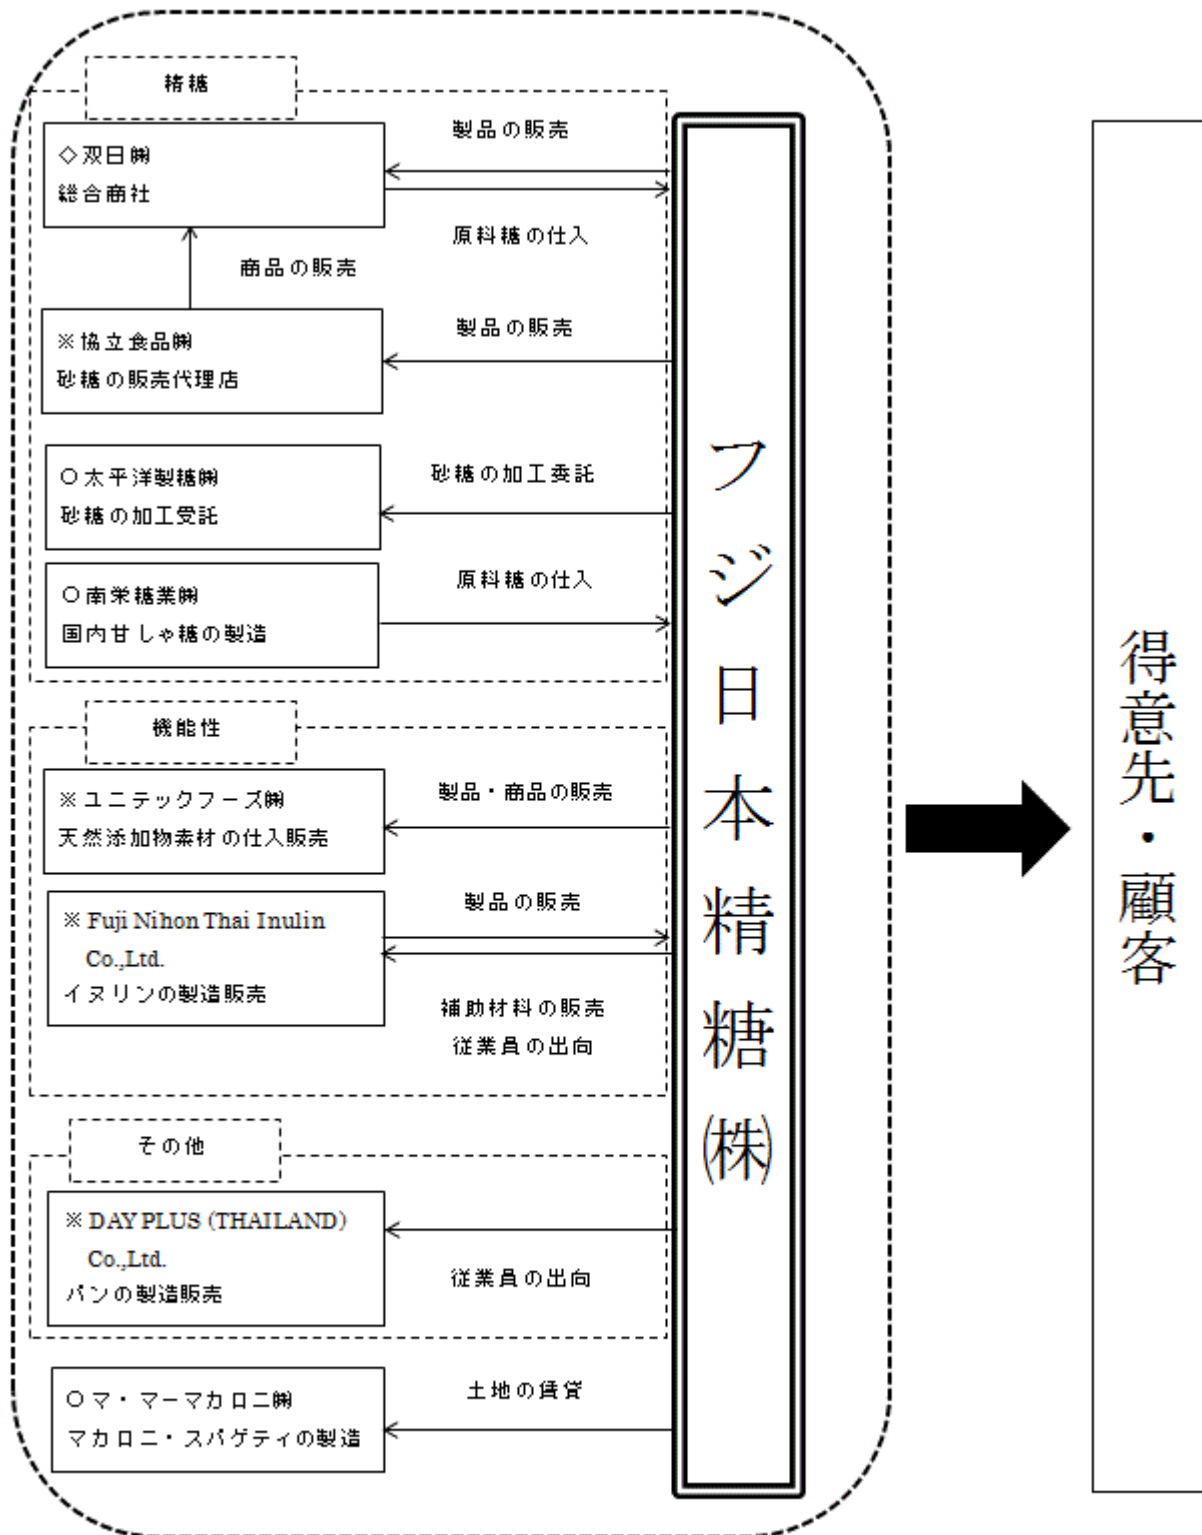 精糖
◇双日㈱
総合商社
製品の販売
原料糖の仕入
商品の販売
※協立食品㈱
砂糖の販売代理店
製品の販売
○太平洋製糖㈱
砂糖の加工受託
砂糖の加工委託
○南栄糖業㈱
国内甘しゃ糖の製造
原料糖の仕入
機能性
※ユニテックフーズ㈱
天然添加物素材の仕入販売
製品・商品の販売
※Fuji Nihon Thai Inulin
Co.,Ltd.
イヌリンの製造販売
製品の販売
補助材料の販売
従業員の出向
その他
※DAY PLUS (THAILAND)
Co.,Ltd.
パンの製造販売
従業員の出向
○マ・マーマカロニ㈱
マカロニ・スパゲティの製造
土地の賃貸
フジ日本精糖㈱
得意先・顧客